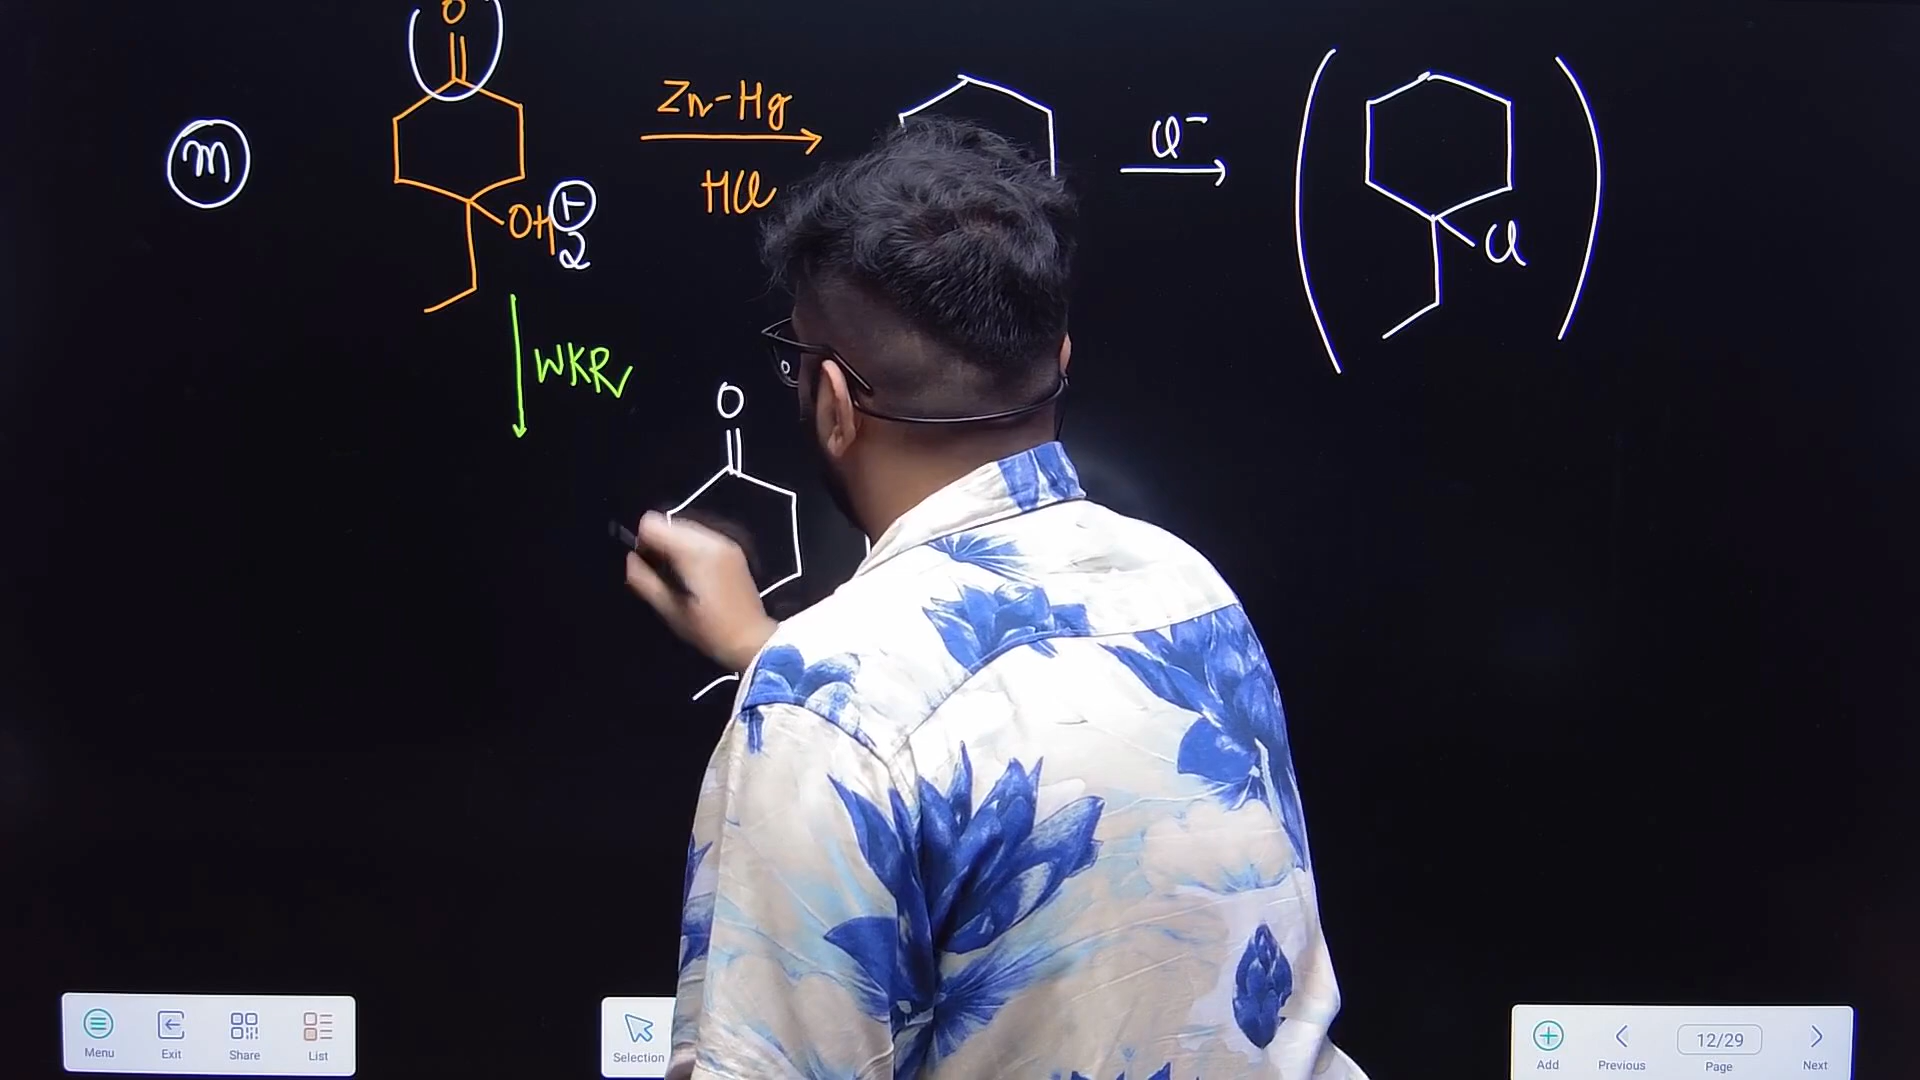 O
m
Zn-Hg
HCl
OH2
+
Cl⁻
Cl
WKR
O
Menu
Exit
Share
List
Selection
Add
Previous
12/29
Page
Next